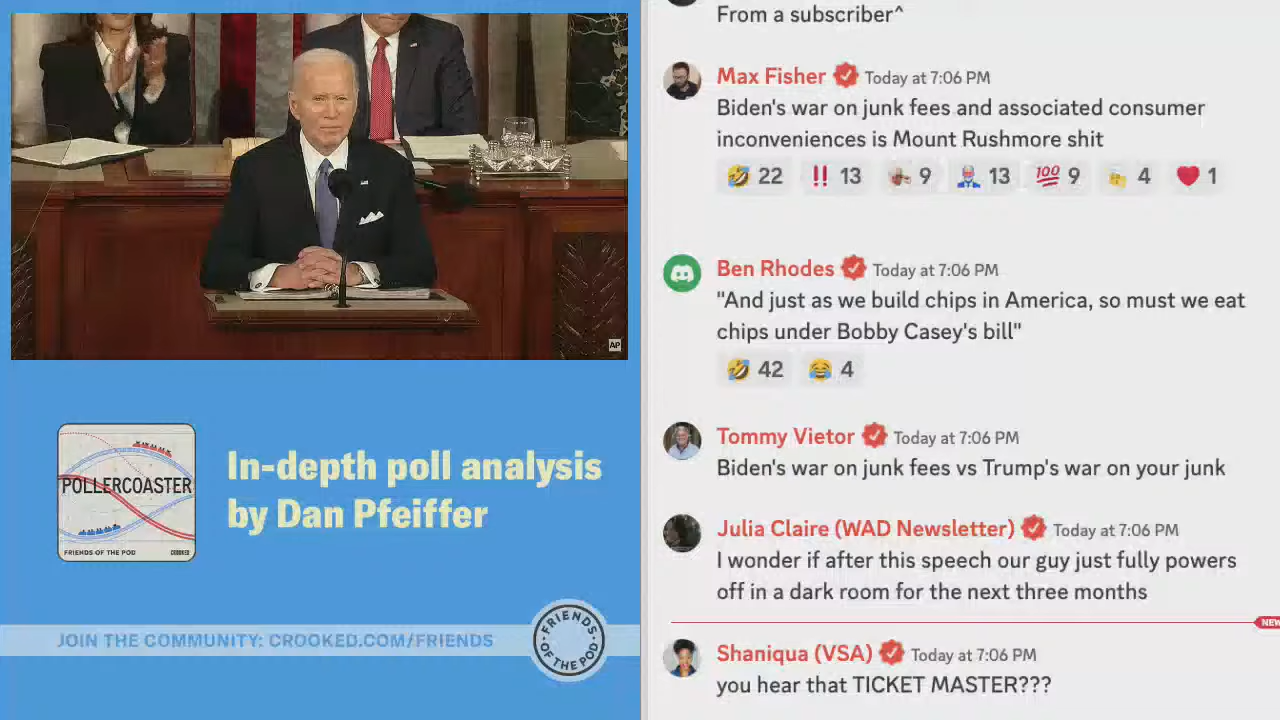 AP
POLLERCOASTER
FRIENDS OF THE POD
CROOKED
In-depth poll analysis
by Dan Pfeiffer
JOIN THE COMMUNITY: CROOKED.COM/FRIENDS
FRIENDS
OF THE POD
From a subscriber^
Max Fisher Today at 7:06 PM
Biden's war on junk fees and associated consumer
inconveniences is Mount Rushmore shit
🤣 22 ‼️ 13 9 13 💯 9 🍻 4 ❤️ 1
Ben Rhodes Today at 7:06 PM
"And just as we build chips in America, so must we eat
chips under Bobby Casey's bill"
🤣 42 😂 4
Tommy Vietor Today at 7:06 PM
Biden's war on junk fees vs Trump's war on your junk
Julia Claire (WAD Newsletter) Today at 7:06 PM
I wonder if after this speech our guy just fully powers
off in a dark room for the next three months
NEW
Shaniqua (VSA) Today at 7:06 PM
you hear that TICKET MASTER???